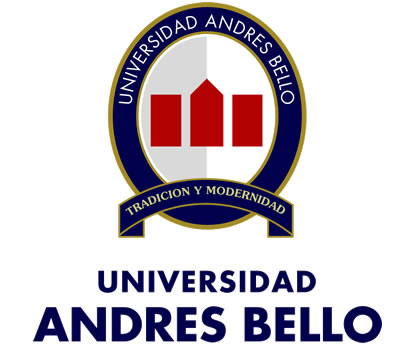 UNIVERSIDAD ANDRES BELLO
TRADICION Y MODERNIDAD
UNIVERSIDAD
ANDRES BELLO